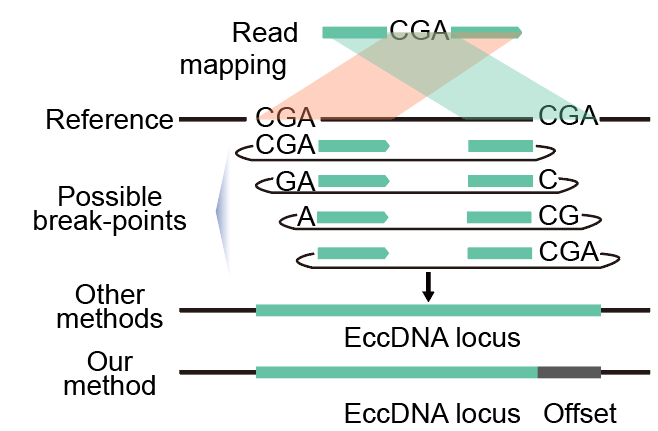 Read CGA
mapping
Reference CGA CGA
CGA
GA C
Possible
break-points
A CG
CGA
Other
methods
EccDNA locus
Our
method
EccDNA locus Offset